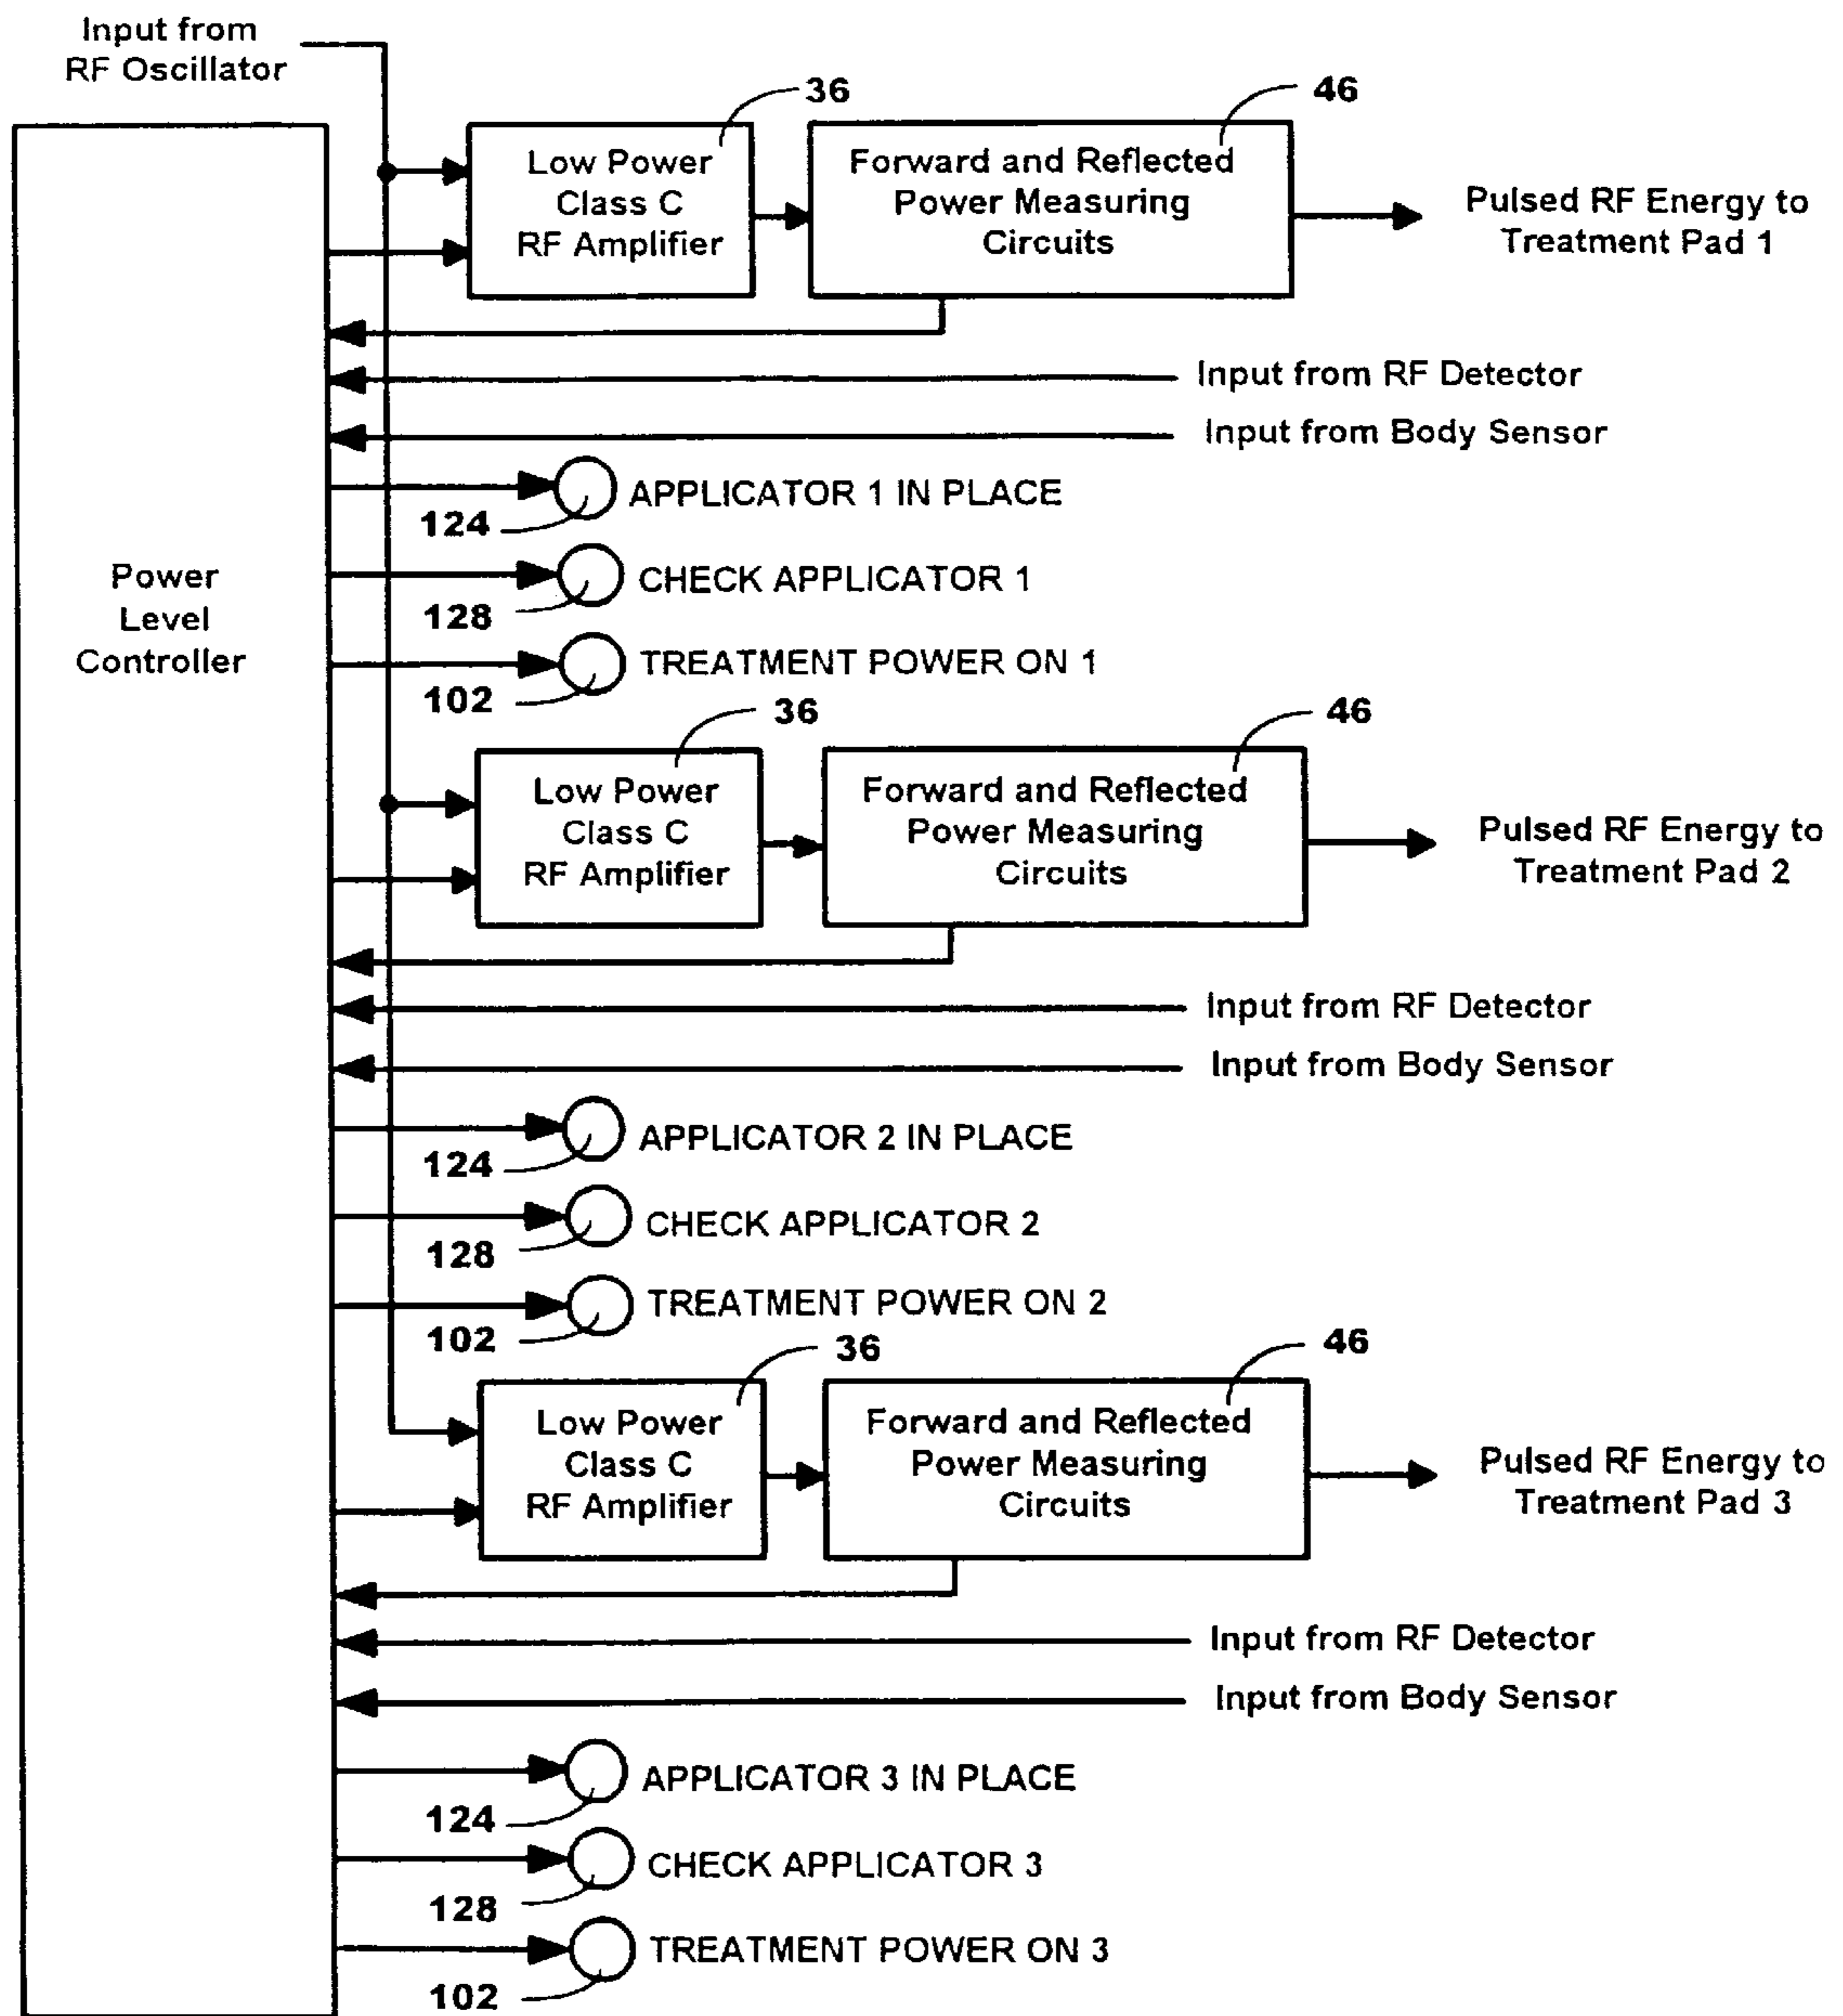 Input from
RF Oscillator
36
46
Low Power
Class C
RF Amplifier
Forward and Reflected
Power Measuring
Circuits
Pulsed RF Energy to
Treatment Pad 1
Input from RF Detector
Input from Body Sensor
APPLICATOR 1 IN PLACE
124
CHECK APPLICATOR 1
128
TREATMENT POWER ON 1
102
Power
Level
Controller
36
46
Low Power
Class C
RF Amplifier
Forward and Reflected
Power Measuring
Circuits
Pulsed RF Energy to
Treatment Pad 2
Input from RF Detector
Input from Body Sensor
APPLICATOR 2 IN PLACE
124
CHECK APPLICATOR 2
128
TREATMENT POWER ON 2
102
36
46
Low Power
Class C
RF Amplifier
Forward and Reflected
Power Measuring
Circuits
Pulsed RF Energy to
Treatment Pad 3
Input from RF Detector
Input from Body Sensor
APPLICATOR 3 IN PLACE
124
CHECK APPLICATOR 3
128
TREATMENT POWER ON 3
102